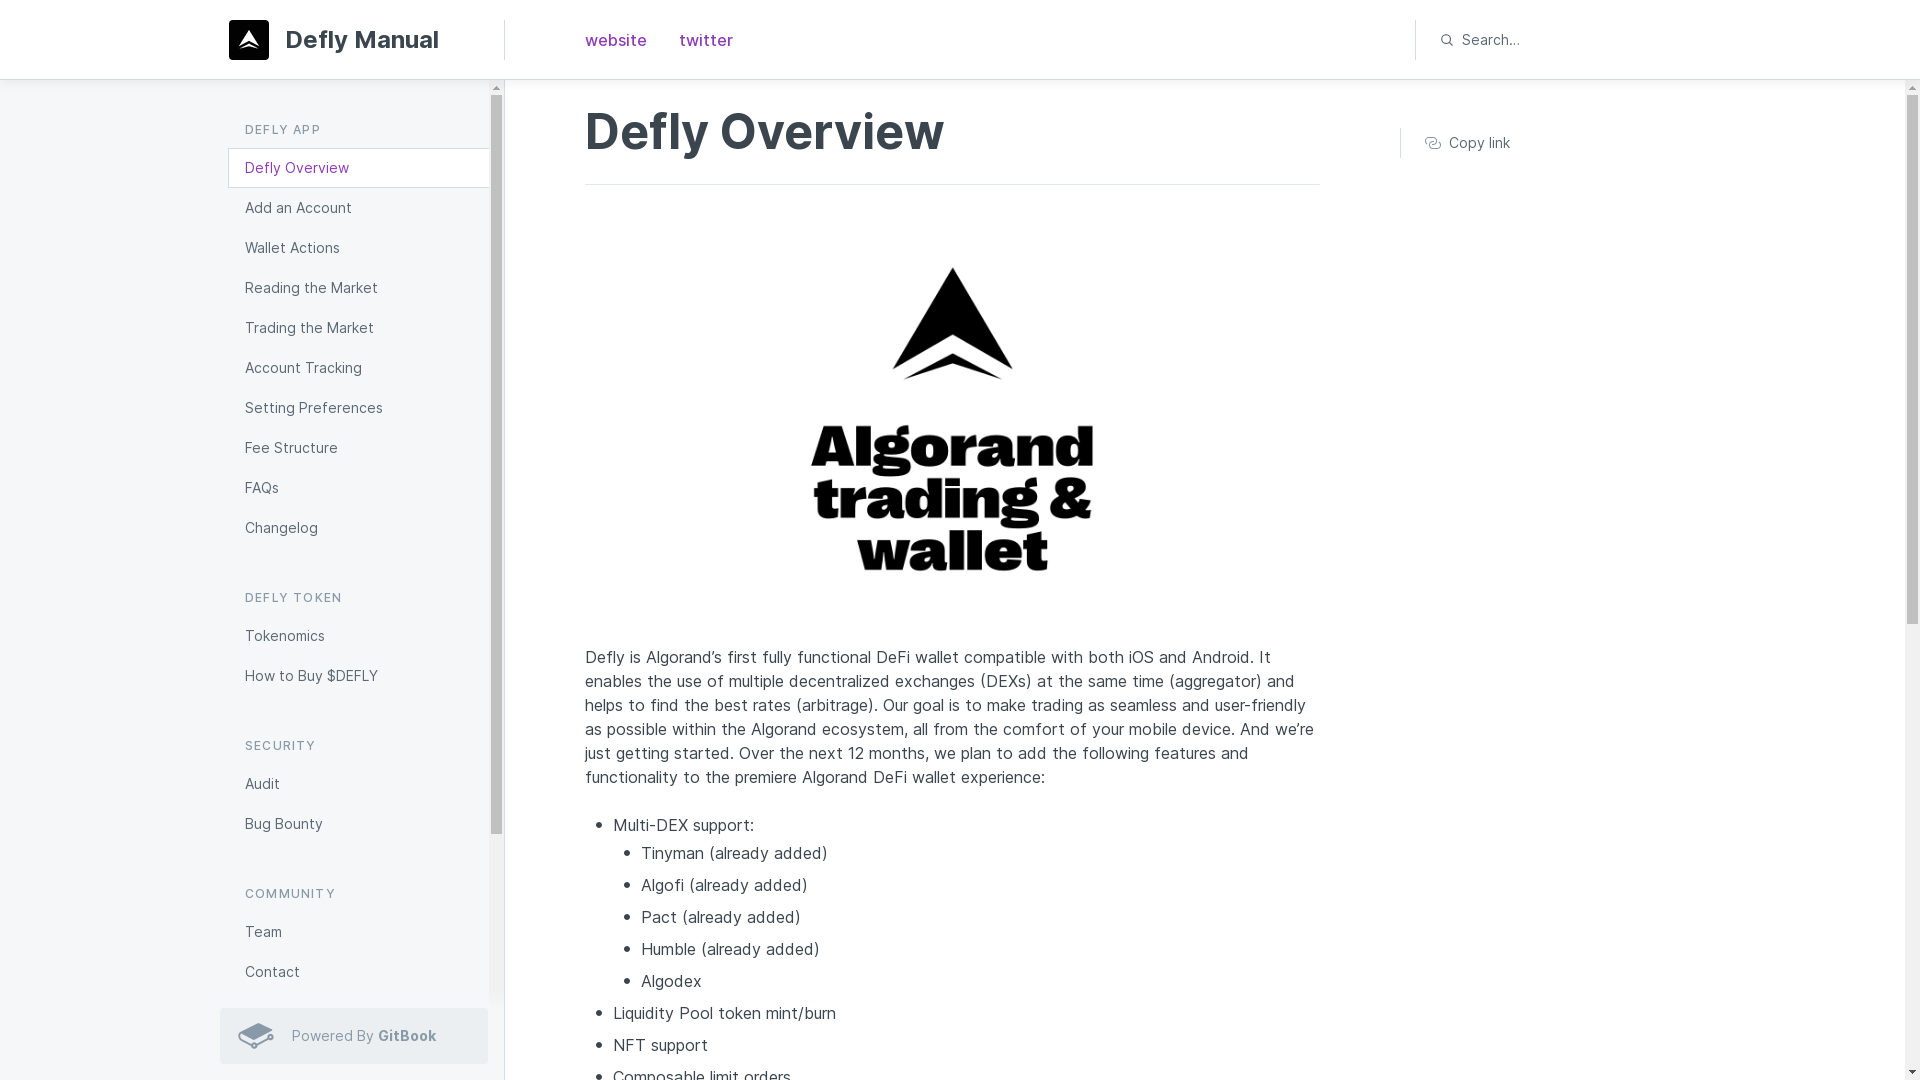 Defly Manual
website
twitter
Search...
DEFLY APP
Defly Overview
Add an Account
Wallet Actions
Reading the Market
Trading the Market
Account Tracking
Setting Preferences
Fee Structure
FAQs
Changelog
DEFLY TOKEN
Tokenomics
How to Buy $DEFLY
SECURITY
Audit
Bug Bounty
COMMUNITY
Team
Contact
Powered By GitBook
Defly Overview
Copy link
Algorand
trading &
wallet
Defly is Algorand’s first fully functional DeFi wallet compatible with both iOS and Android. It
enables the use of multiple decentralized exchanges (DEXs) at the same time (aggregator) and
helps to find the best rates (arbitrage). Our goal is to make trading as seamless and user-friendly
as possible within the Algorand ecosystem, all from the comfort of your mobile device. And we’re
just getting started. Over the next 12 months, we plan to add the following features and
functionality to the premiere Algorand DeFi wallet experience:
• Multi-DEX support:
• Tinyman (already added)
• Algofi (already added)
• Pact (already added)
• Humble (already added)
• Algodex
• Liquidity Pool token mint/burn
• NFT support
• Composable limit orders